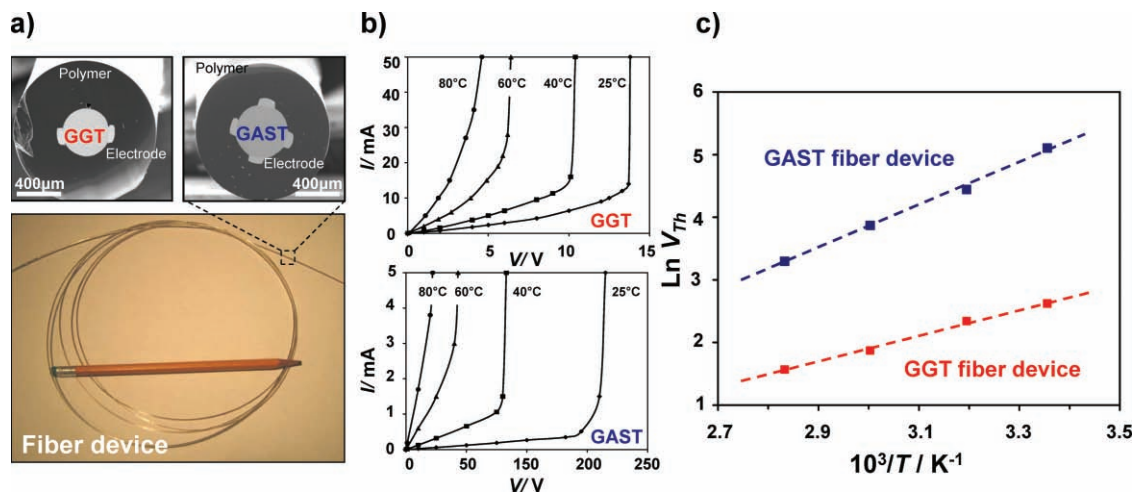 a)
Polymer
GGT
Electrode
400µm
Polymer
GAST
Electrode
400µm
Fiber device
b)
I/ mA
50
40
30
20
10
0
80°C
60°C
40°C
25°C
GGT
0
5
10
15
V/ V
I/ mA
5
4
3
2
1
0
80°C
60°C
40°C
25°C
GAST
0
50
100
150
200
250
V/ V
c)
Ln VTh
6
5
4
3
2
1
GAST fiber device
GGT fiber device
2.7
2.9
3.1
3.3
3.5
10³/T / K⁻¹